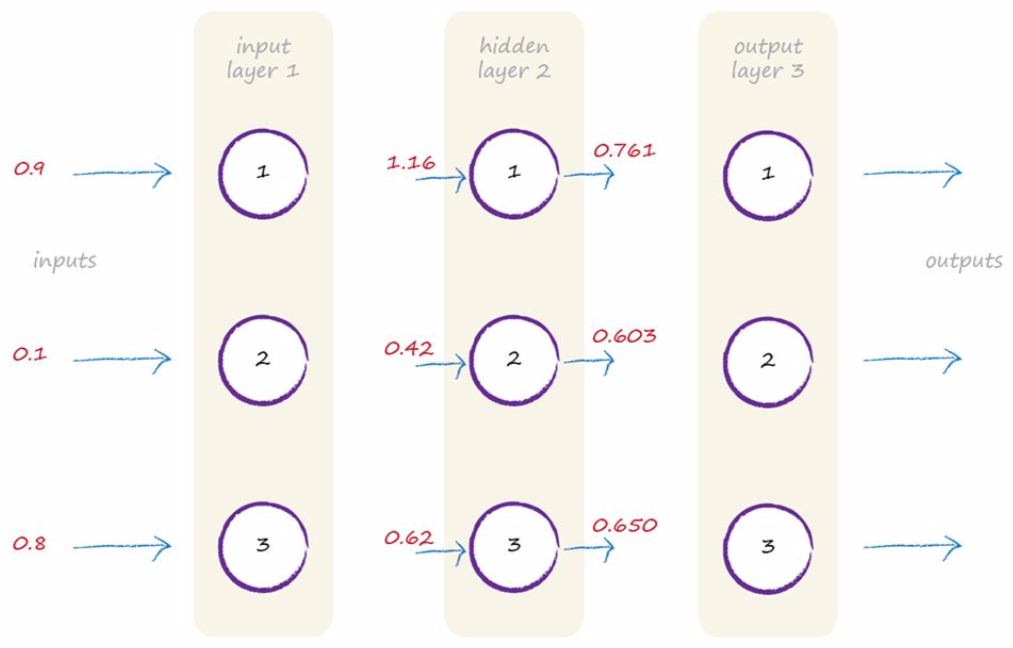 input
layer 1
hidden
layer 2
output
layer 3
0.9
1
1.16
1
0.761
1
inputs
outputs
0.1
2
0.42
2
0.603
2
0.8
3
0.62
3
0.650
3